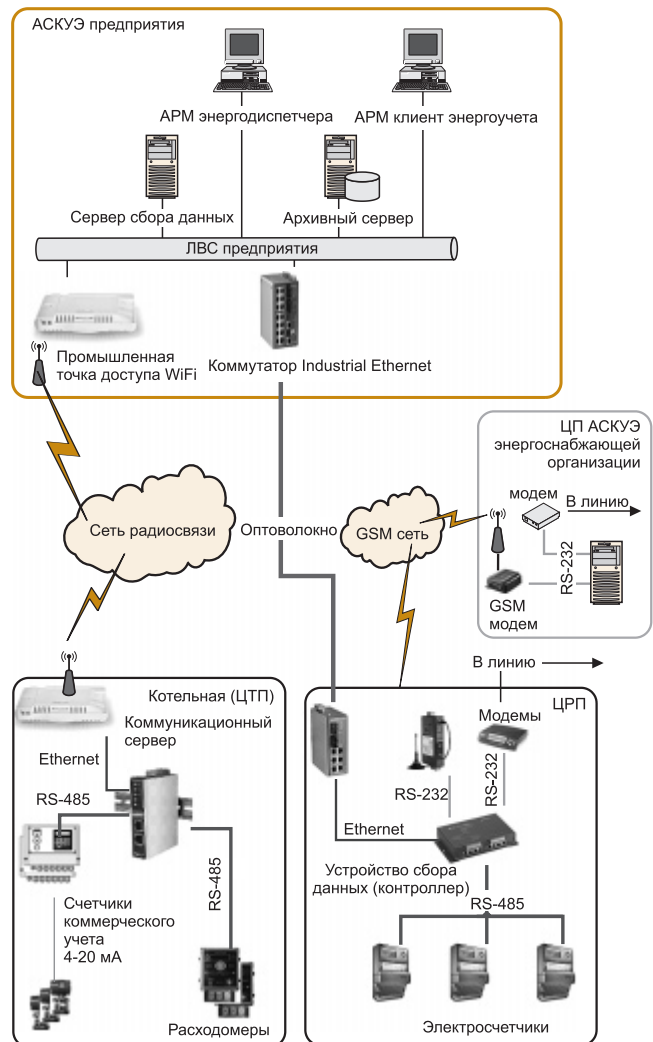 АСКУЭ предприятия
АРМ энергодиспетчера
АРМ клиент энергоучета
Сервер сбора данных
Архивный сервер
ЛВС предприятия
Промышленная
точка доступа WiFi
Коммутатор Industrial Ethernet
ЦП АСКУЭ
энергоснабжающей
организации
модем
В линию
RS-232
GSM
модем
Сеть радиосвязи
Оптоволокно
GSM сеть
В линию
Котельная (ЦТП)
Коммуникационный
сервер
Ethernet
RS-485
RS-485
Счетчики
коммерческого
учета
4-20 мА
Расходомеры
ЦРП
Модемы
RS-232
RS-232
Ethernet
Устройство сбора
данных (контроллер)
RS-485
Электросчетчики